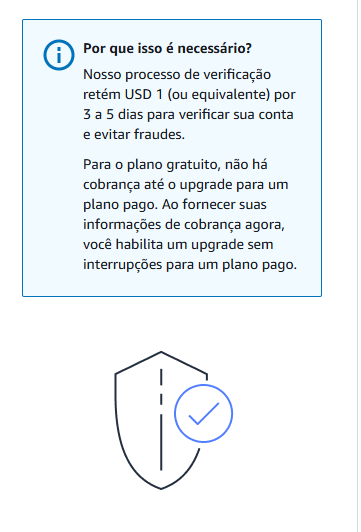 Por que isso é necessário?
Nosso processo de verificação
retém USD 1 (ou equivalente) por
3 a 5 dias para verificar sua conta
e evitar fraudes.
Para o plano gratuito, não há
cobrança até o upgrade para um
plano pago. Ao fornecer suas
informações de cobrança agora,
você habilita um upgrade sem
interrupções para um plano pago.